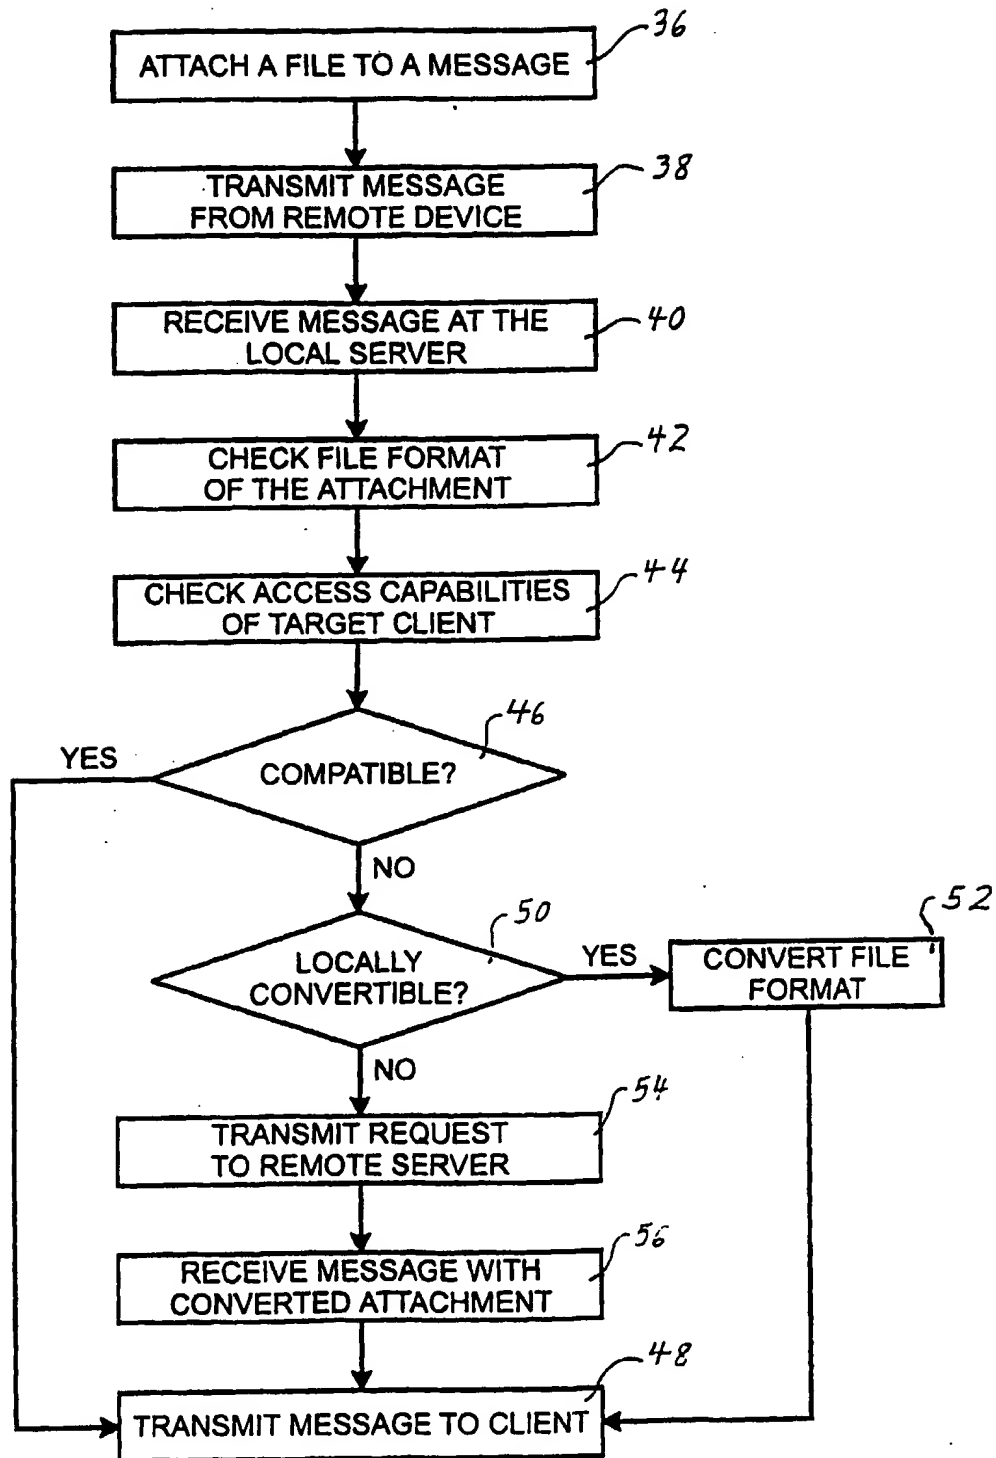 36
ATTACH A FILE TO A MESSAGE
38
TRANSMIT MESSAGE
FROM REMOTE DEVICE
40
RECEIVE MESSAGE AT THE
LOCAL SERVER
42
CHECK FILE FORMAT
OF THE ATTACHMENT
44
CHECK ACCESS CAPABILITIES
OF TARGET CLIENT
46
YES
COMPATIBLE?
NO
50
52
LOCALLY
CONVERTIBLE?
YES
CONVERT FILE
FORMAT
NO
54
TRANSMIT REQUEST
TO REMOTE SERVER
56
RECEIVE MESSAGE WITH
CONVERTED ATTACHMENT
48
TRANSMIT MESSAGE TO CLIENT